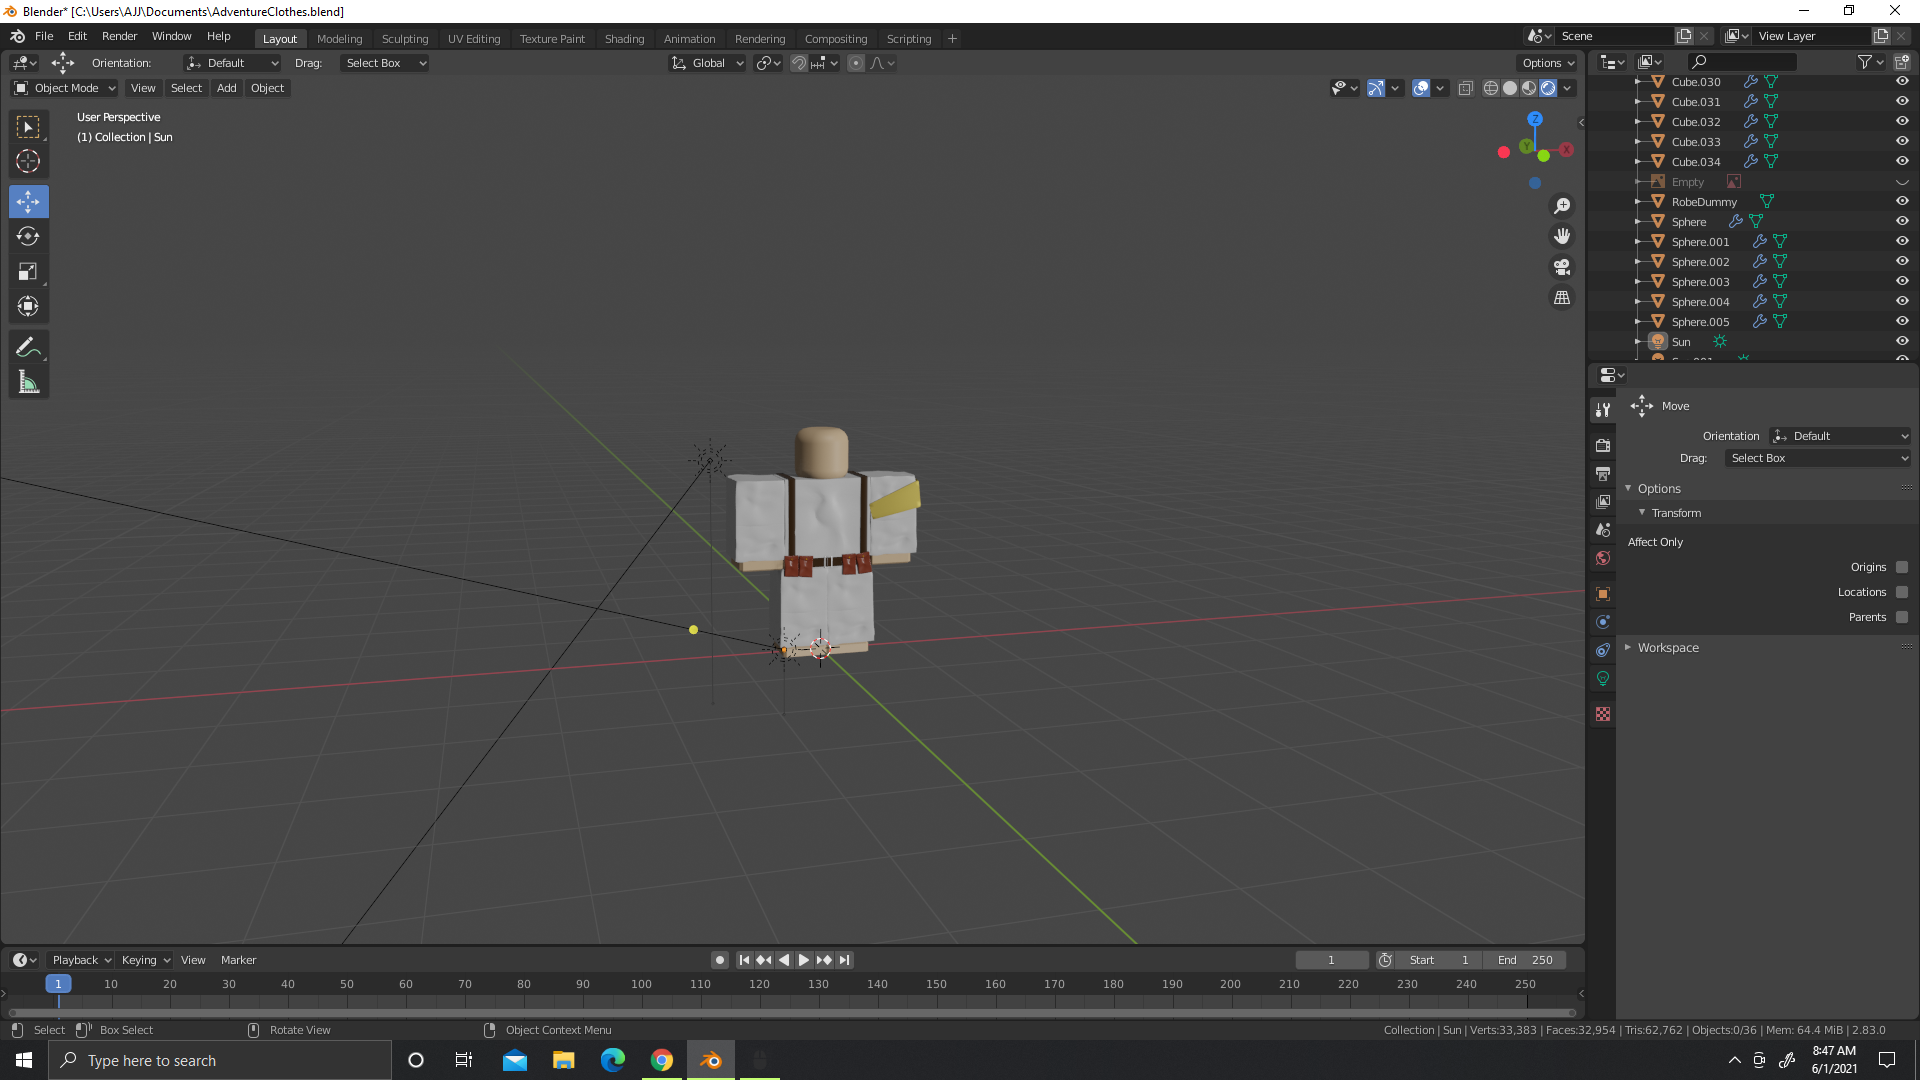 Blender* [C:\Users\AJJ\Documents\AdventureClothes.blend]
File Edit Render Window Help Layout Modeling Sculpting UV Editing Texture Paint Shading Animation Rendering Compositing Scripting + Scene View Layer
Orientation: Default Drag: Select Box Global Options
Object Mode View Select Add Object
User Perspective
(1) Collection | Sun
Z
Y
X
Cube.030
Cube.031
Cube.032
Cube.033
Cube.034
Empty
RobeDummy
Sphere
Sphere.001
Sphere.002
Sphere.003
Sphere.004
Sphere.005
Sun
Move
Orientation Default
Drag: Select Box
Options
Transform
Affect Only
Origins
Locations
Parents
Workspace
Playback Keying View Marker 1 Start 1 End 250
1 10 20 30 40 50 60 70 80 90 100 110 120 130 140 150 160 170 180 190 200 210 220 230 240 250
Select Box Select Rotate View Object Context Menu Collection | Sun | Verts:33,383 | Faces:32,954 | Tris:62,762 | Objects:0/36 | Mem: 64.4 MiB | 2.83.0
Type here to search
8:47 AM
6/1/2021